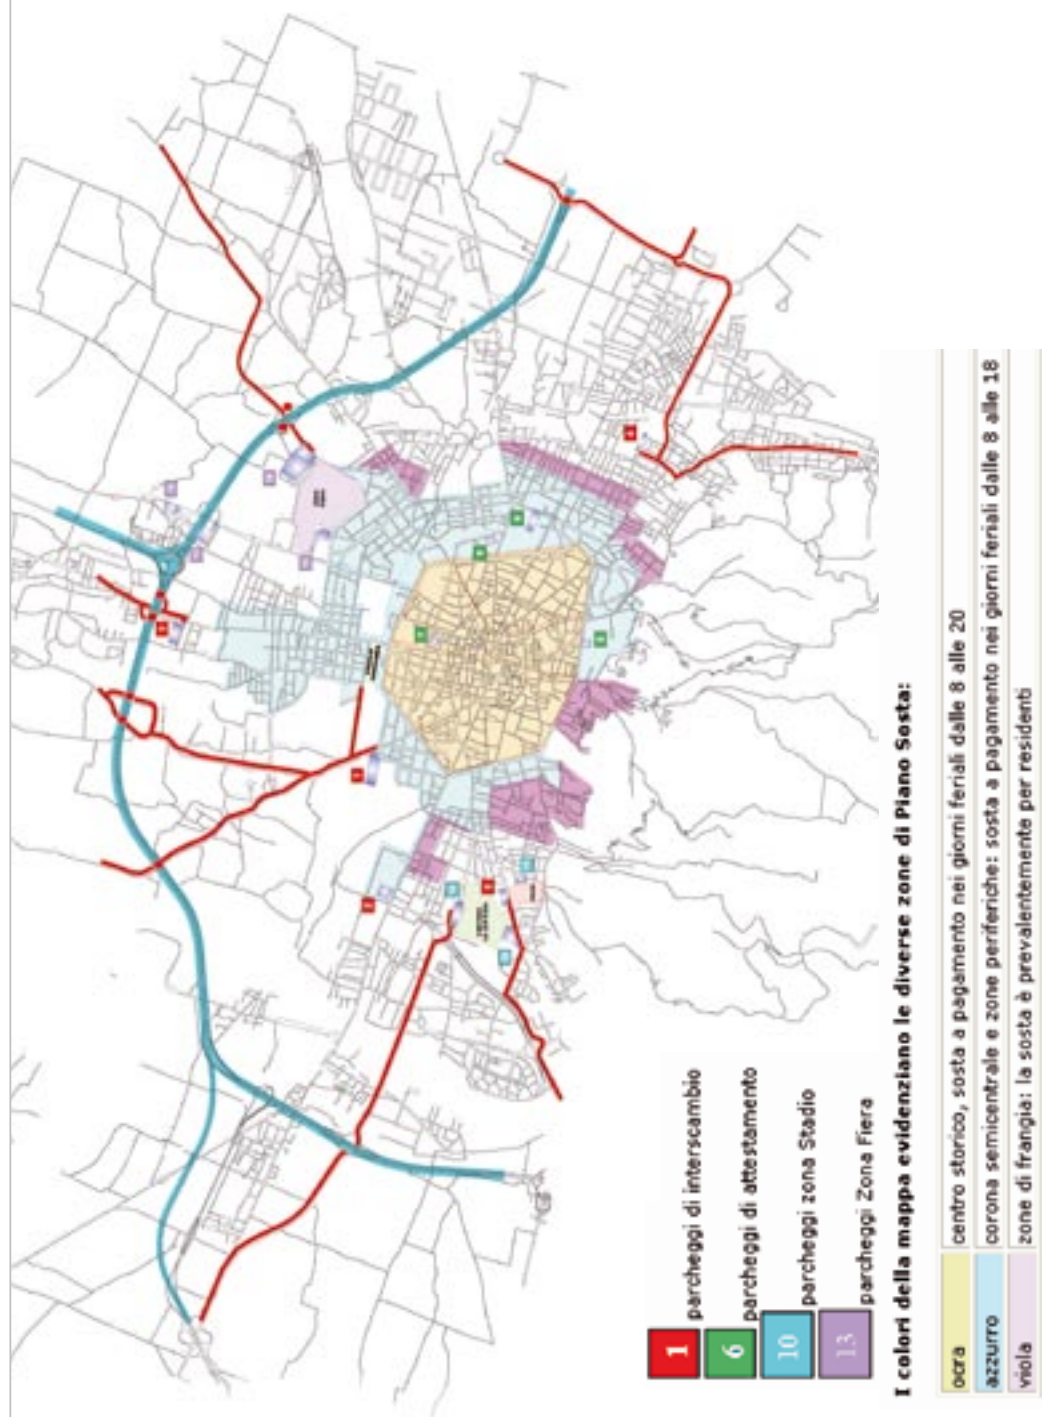 1 parcheggi di interscambio
6 parcheggi di attestamento
10 parcheggi zona Stadio
13 parcheggi Zona Fiera
I colori della mappa evidenziano le diverse zone di Piano Sosta:
ocra centro storico, sosta a pagamento nei giorni feriali dalle 8 alle 20
azzurro corona semicentrale e zone periferiche: sosta a pagamento nei giorni feriali dalle 8 alle 18
viola zone di frangia: la sosta è prevalentemente per residenti